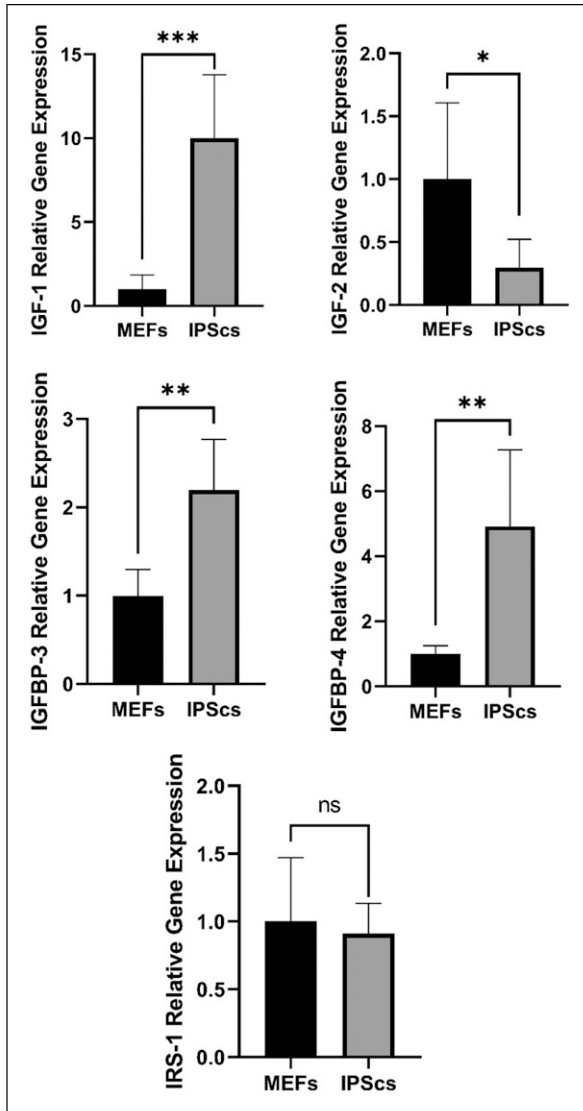 IGF-1 Relative Gene Expression
15
10
5
0
***
MEFs IPScs
IGF-2 Relative Gene Expression
2.0
1.5
1.0
0.5
0.0
*
MEFs IPScs
IGFBP-3 Relative Gene Expression
3
2
1
0
**
MEFs IPScs
IGFBP-4 Relative Gene Expression
8
6
4
2
0
**
MEFs IPScs
IRS-1 Relative Gene Expression
2.0
1.5
1.0
0.5
0.0
ns
MEFs IPScs